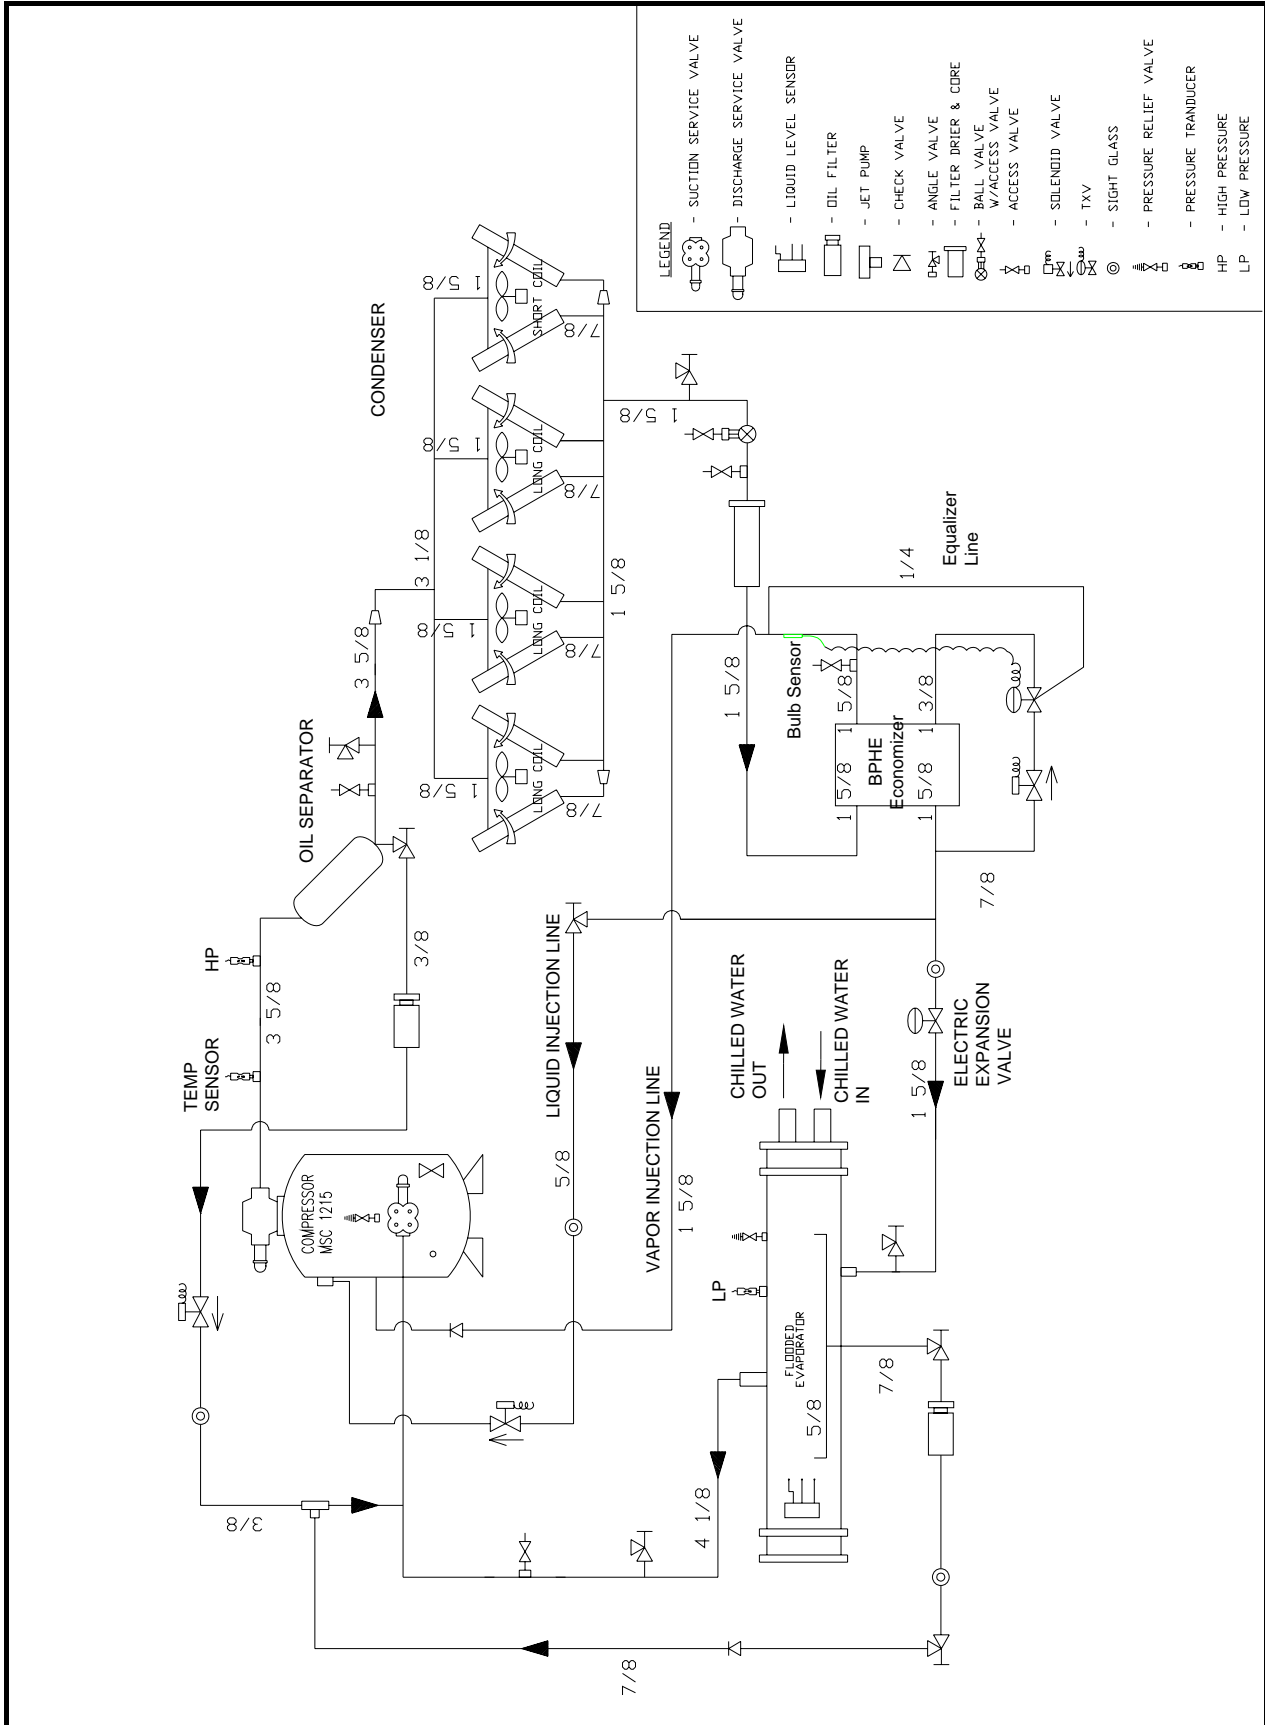 LEGEND
- SUCTION SERVICE VALVE
- DISCHARGE SERVICE VALVE
- LIQUID LEVEL SENSOR
- OIL FILTER
- JET PUMP
- CHECK VALVE
- ANGLE VALVE
- FILTER DRIER & CORE
- BALL VALVE
W/ACCESS VALVE
- ACCESS VALVE
- SOLENOID VALVE
- TXV
- SIGHT GLASS
- PRESSURE RELIEF VALVE
- PRESSURE TRANDUCER
HP - HIGH PRESSURE
LP - LOW PRESSURE
CONDENSER
1 5/8
1 5/8
1 5/8
1 5/8
3 1/8
SHORT COIL
LONG COIL
LONG COIL
LONG COIL
7/8
7/8
7/8
7/8
1 5/8
1 5/8
3 5/8
OIL SEPARATOR
HP
3 5/8
TEMP
SENSOR
3/8
COMPRESSOR
MSC 1215
LIQUID INJECTION LINE
5/8
VAPOR INJECTION LINE
1 5/8
1 5/8
Bulb Sensor
1/4
Equalizer
Line
1 5/8
1 3/8
BPHE
Economizer
1 5/8
1 5/8
7/8
CHILLED WATER
OUT
CHILLED WATER
IN
ELECTRIC
EXPANSION
VALVE
1 5/8
LP
FLOODED
EVAPORATOR
5/8
7/8
4 1/8
3/8
7/8